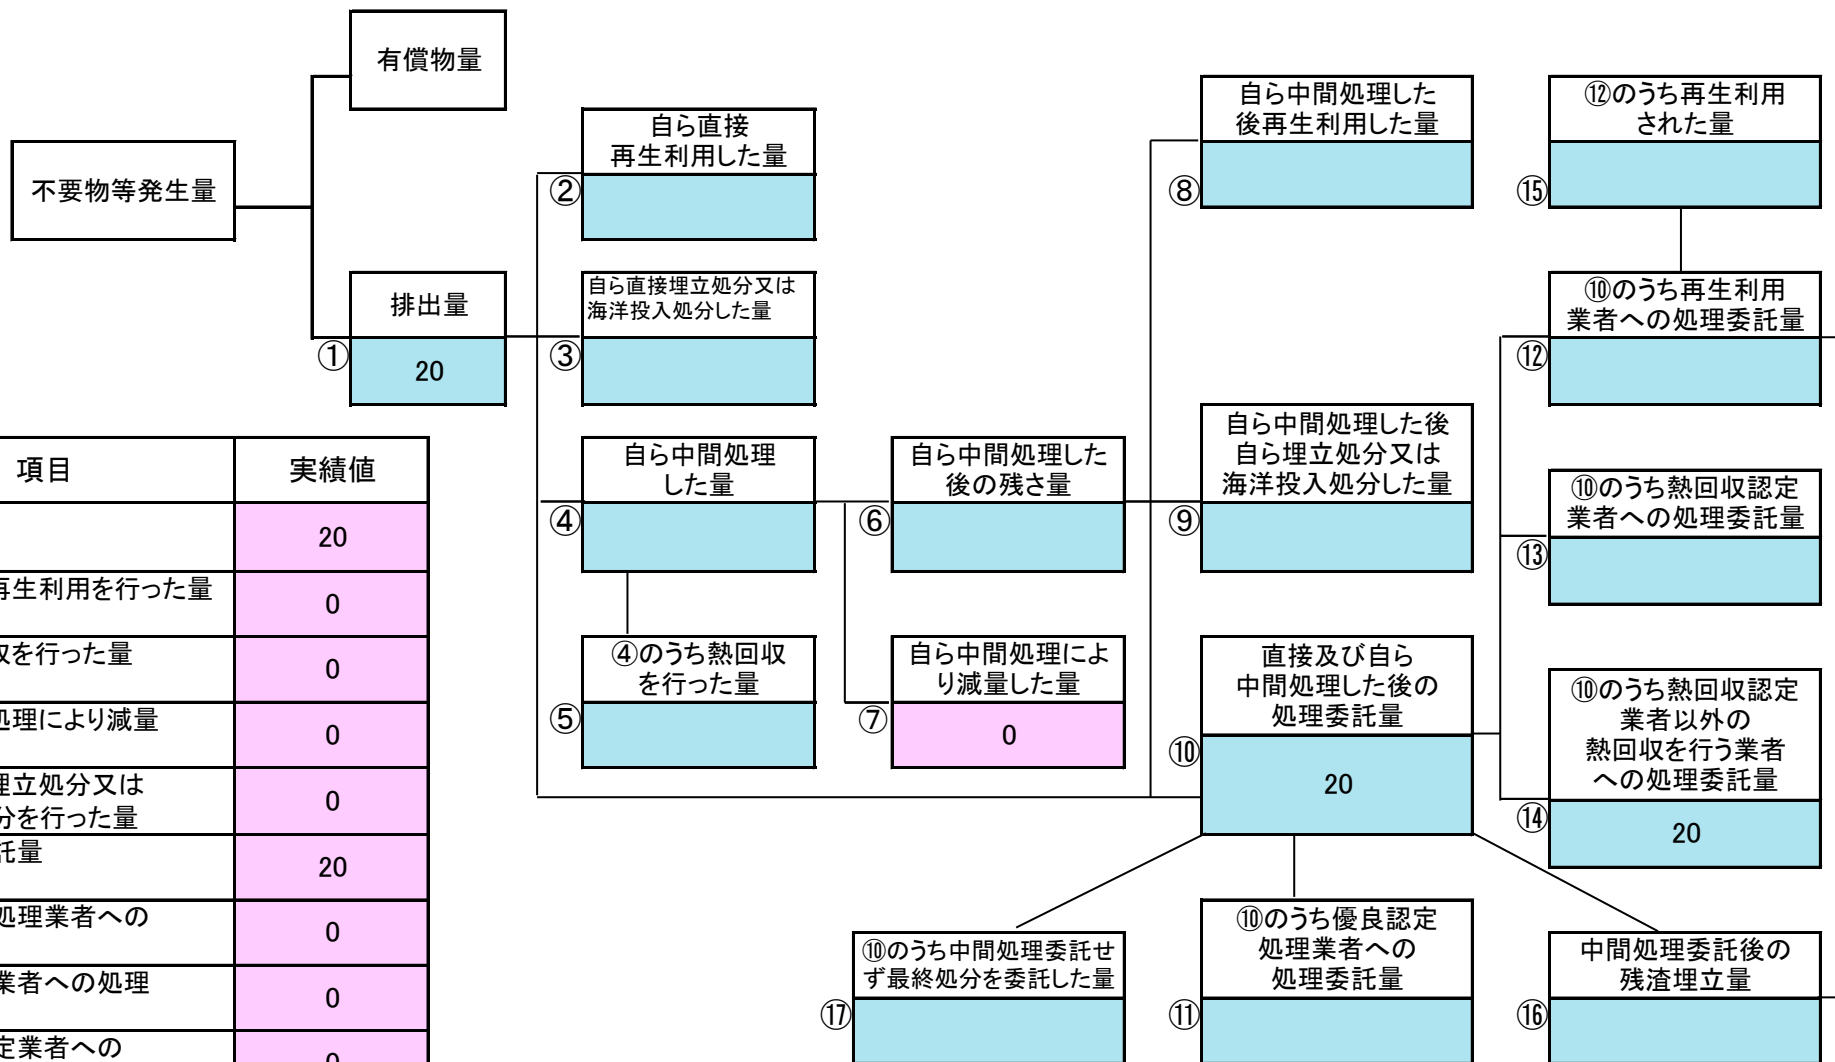 有償物量
不要物等発生量
排出量
①
20
自ら直接
再生利用した量
②
自ら直接埋立処分又は
海洋投入処分した量
③
自ら中間処理
した量
④
④のうち熱回収
を行った量
⑤
自ら中間処理した
後の残さ量
⑥
自ら中間処理によ
り減量した量
⑦
0
自ら中間処理した
後再生利用した量
⑧
自ら中間処理した後
自ら埋立処分又は
海洋投入処分した量
⑨
直接及び自ら
中間処理した後の
処理委託量
⑩
20
⑫のうち再生利用
された量
⑮
⑩のうち再生利用
業者への処理委託量
⑫
⑩のうち熱回収認定
業者への処理委託量
⑬
⑩のうち熱回収認定
業者以外の
熱回収を行う業者
への処理委託量
⑭
20
⑩のうち中間処理委託せ
ず最終処分を委託した量
⑰
⑩のうち優良認定
処理業者への
処理委託量
⑪
中間処理委託後の
残渣埋立量
⑯
項目 実績値
20
再生利用を行った量 0
を行った量 0
処理により減量 0
埋立処分又は
分を行った量 0
託量 20
処理業者への 0
業者への処理 0
定業者への 0